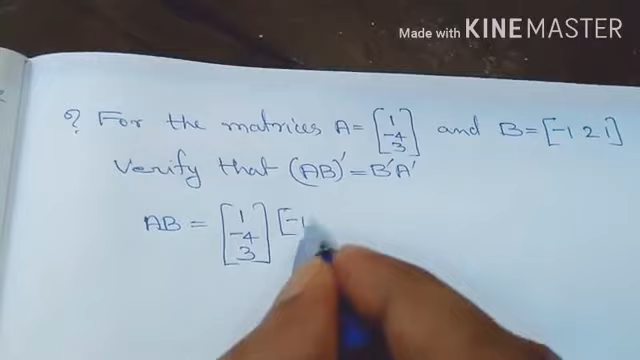 Made with KINEMASTER
? For the matrices A = [1 -4 3] and B = [-1 2 1]
Verify that (AB)' = B'A'
AB = [1 -4 3] [-1